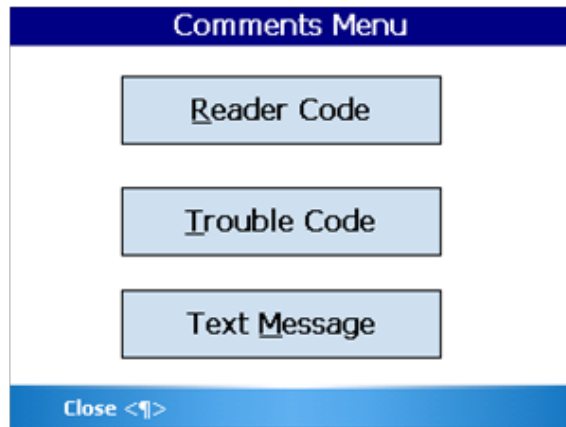 Comments Menu
Reader Code
Trouble Code
Text Message
Close <¶>